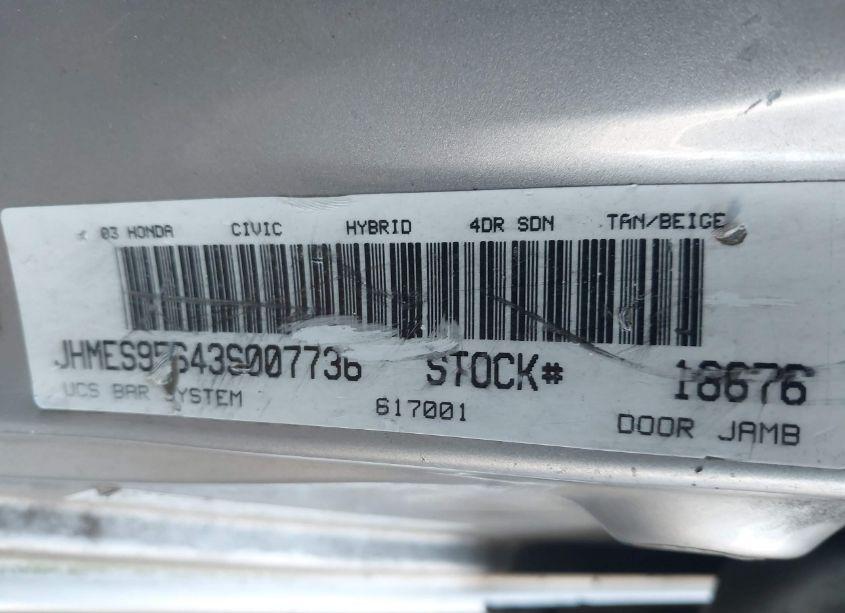 03 HONDA CIVIC HYBRID 4DR SDN TAN/BEIGE
JHMES95643S007736 STOCK# 18676
UCS BAR SYSTEM 617001 DOOR JAMB